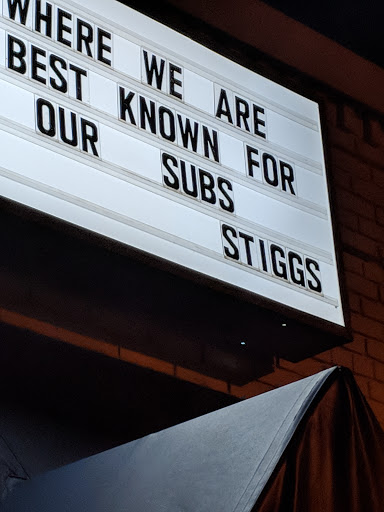 WHERE WE ARE
BEST KNOWN FOR
OUR SUBS
STIGGS